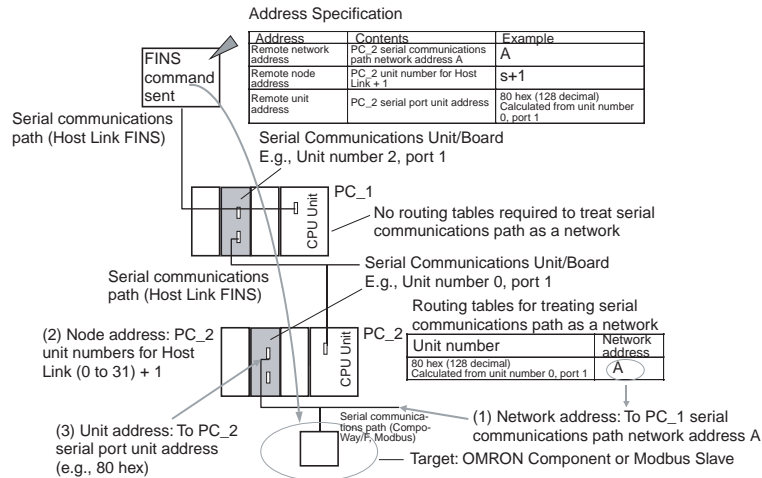 Address Specification
Address Contents Example
Remote network address PC_2 serial communications path network address A A
Remote node address PC_2 unit number for Host Link + 1 s+1
Remote unit address PC_2 serial port unit address 80 hex (128 decimal) Calculated from unit number 0, port 1
FINS
command
sent
Serial communications
path (Host Link FINS)
Serial Communications Unit/Board
E.g., Unit number 2, port 1
PC_1
CPU Unit
No routing tables required to treat serial
communications path as a network
Serial communications
path (Host Link FINS)
Serial Communications Unit/Board
E.g., Unit number 0, port 1
Routing tables for treating serial
communications path as a network
Unit number Network address
80 hex (128 decimal)
Calculated from unit number 0, port 1 A
(2) Node address: PC_2
unit numbers for Host
Link (0 to 31) + 1
PC_2
CPU Unit
(3) Unit address: To PC_2
serial port unit address
(e.g., 80 hex)
Serial communica-
tions path (Compo-
Way/F, Modbus)
(1) Network address: To PC_1 serial
communications path network address A
Target: OMRON Component or Modbus Slave